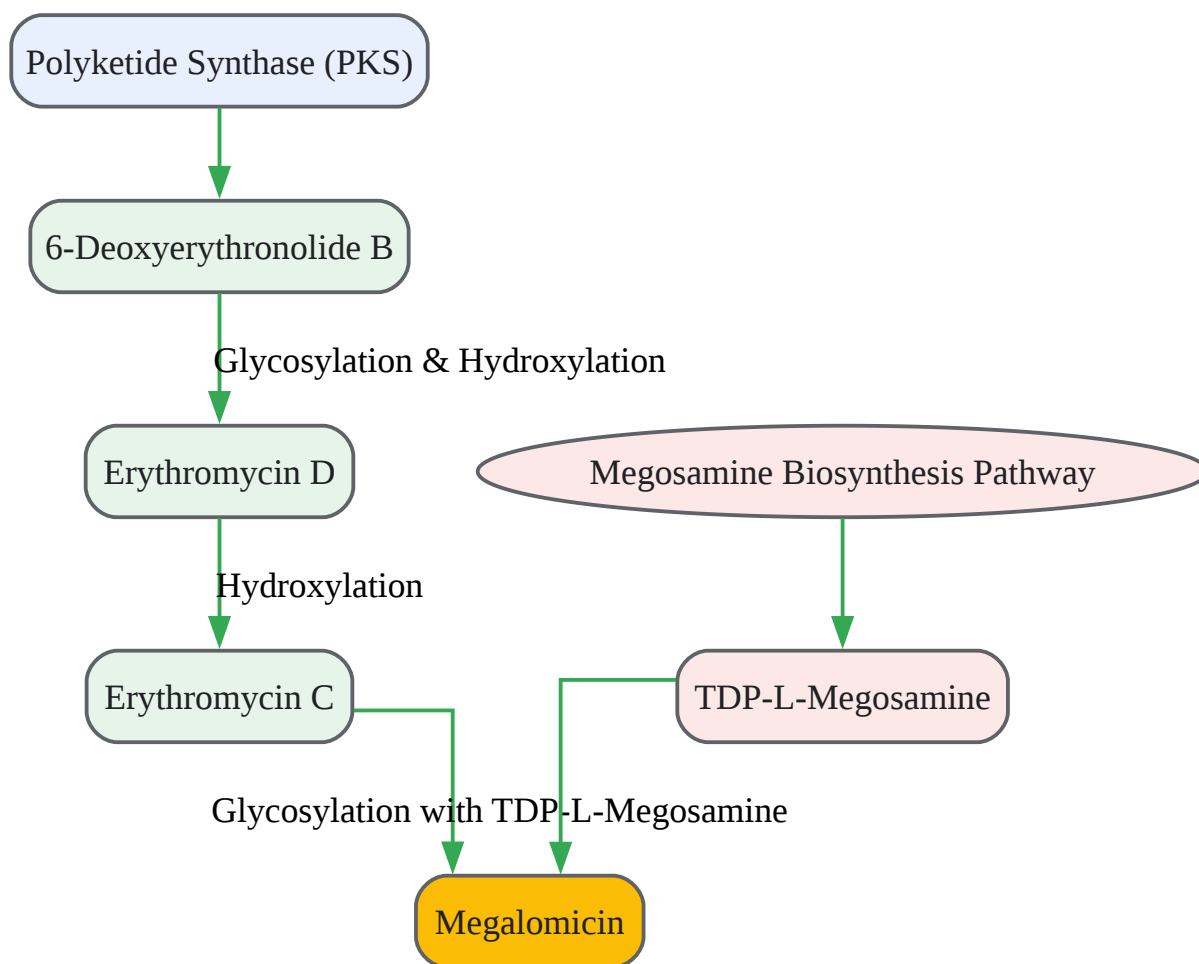 Polyketide Synthase (PKS)
6-Deoxyerythronolide B
Glycosylation & Hydroxylation
Erythromycin D
Megosamine Biosynthesis Pathway
Hydroxylation
Erythromycin C
TDP-L-Megosamine
Glycosylation with TDP-L-Megosamine
Megalomicin